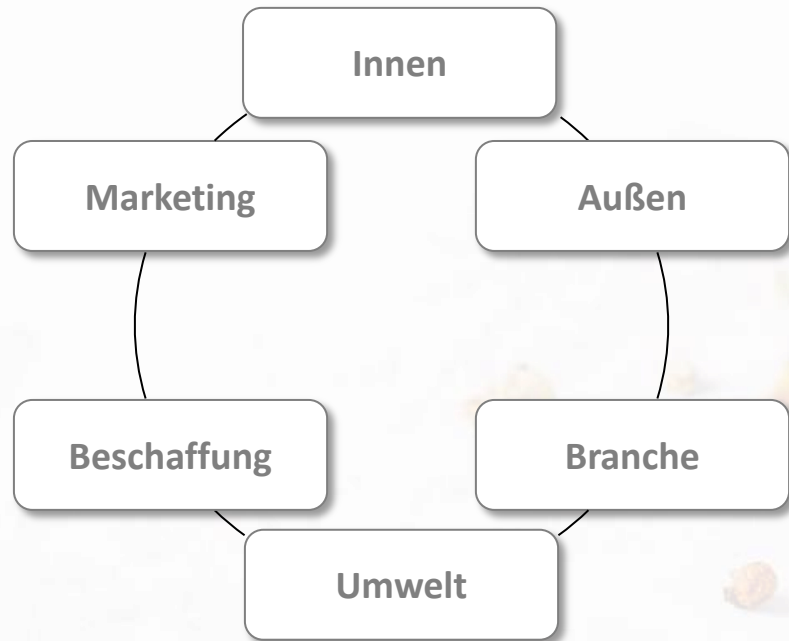 Innen
Marketing
Außen
Beschaffung
Branche
Umwelt